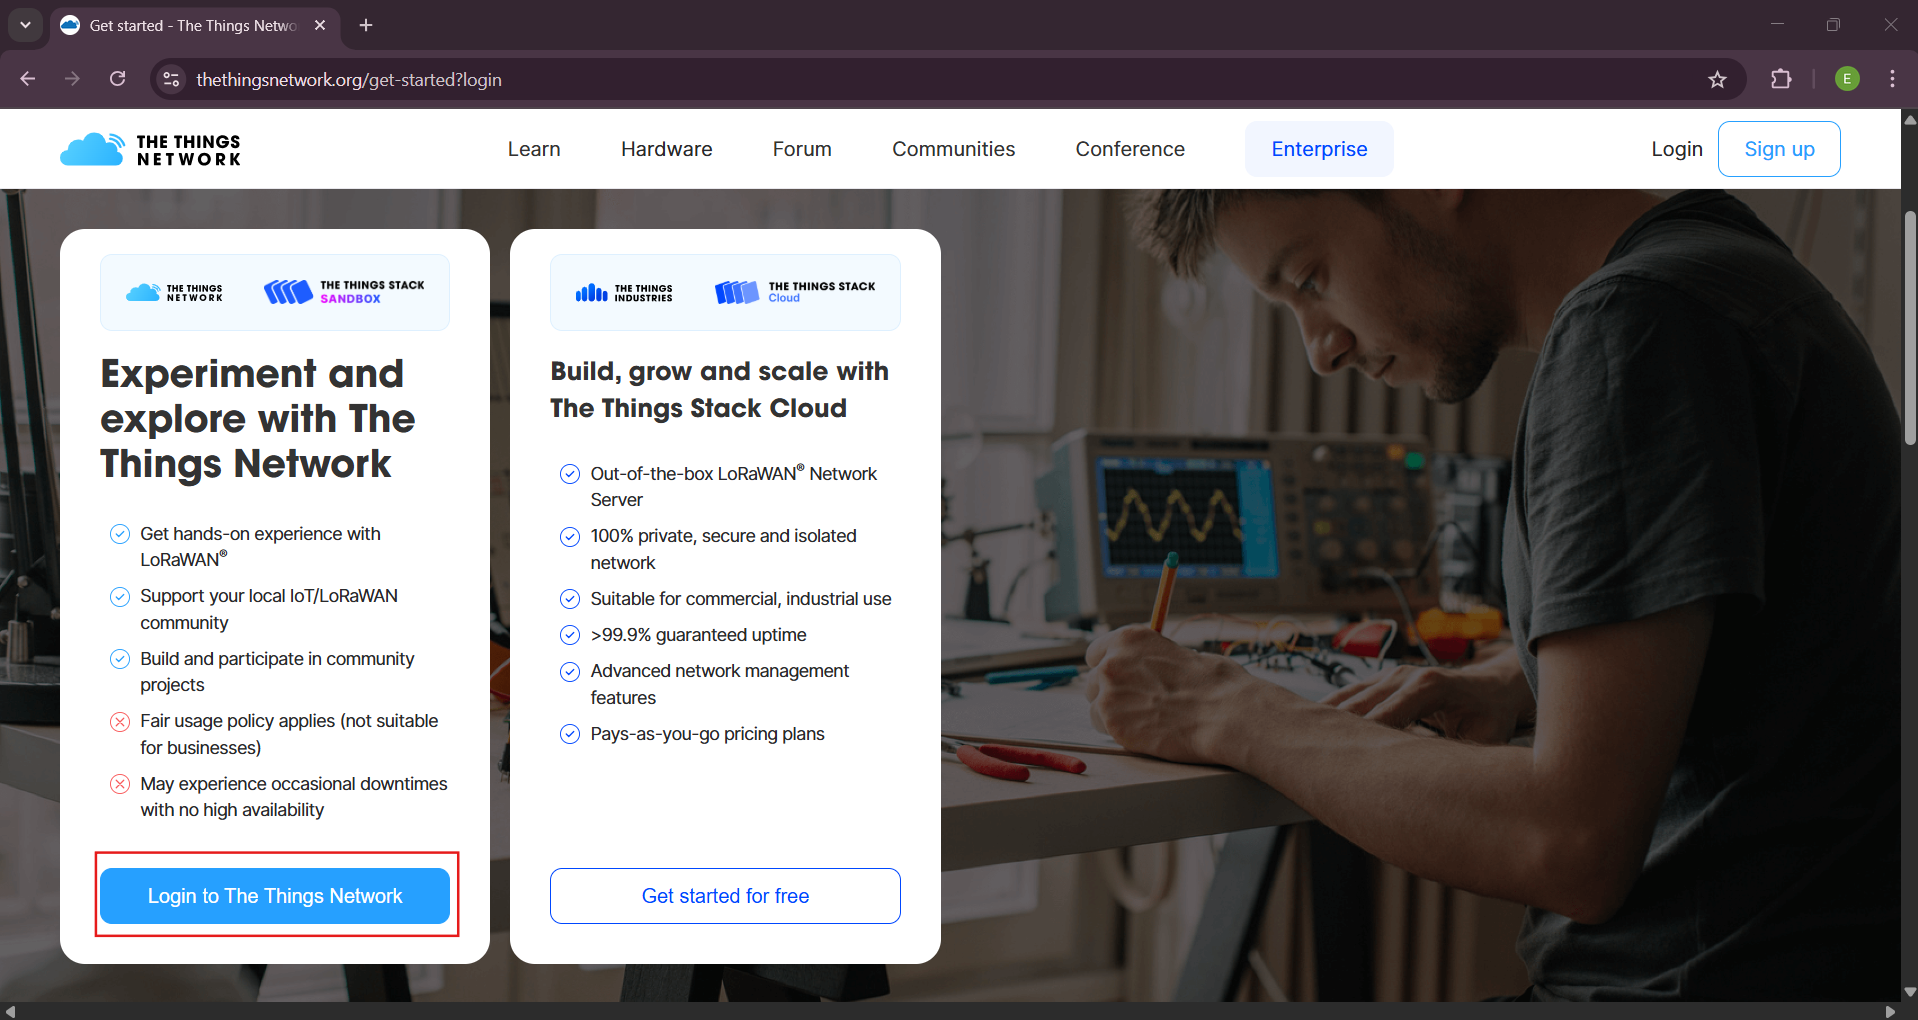 Get started - The Things Netwo
thethingsnetwork.org/get-started?login
E
THE THINGS
NETWORK
Learn
Hardware
Forum
Communities
Conference
Enterprise
Login
Sign up
THE THINGS
NETWORK
THE THINGS STACK
SANDBOX
Experiment and
explore with The
Things Network
Get hands-on experience with
LoRaWAN®
Support your local IoT/LoRaWAN
community
Build and participate in community
projects
Fair usage policy applies (not suitable
for businesses)
May experience occasional downtimes
with no high availability
Login to The Things Network
THE THINGS
INDUSTRIES
THE THINGS STACK
Cloud
Build, grow and scale with
The Things Stack Cloud
Out-of-the-box LoRaWAN® Network
Server
100% private, secure and isolated
network
Suitable for commercial, industrial use
>99.9% guaranteed uptime
Advanced network management
features
Pays-as-you-go pricing plans
Get started for free